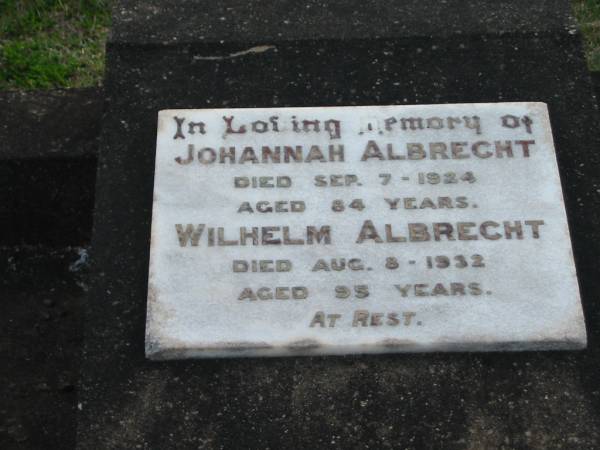 In Loving Memory of
JOHANNAH ALBRECHT
DIED SEP. 7-1924
AGED 84 YEARS.
WILHELM ALBRECHT
DIED AUG. 8-1932
AGED 95 YEARS.
AT REST.